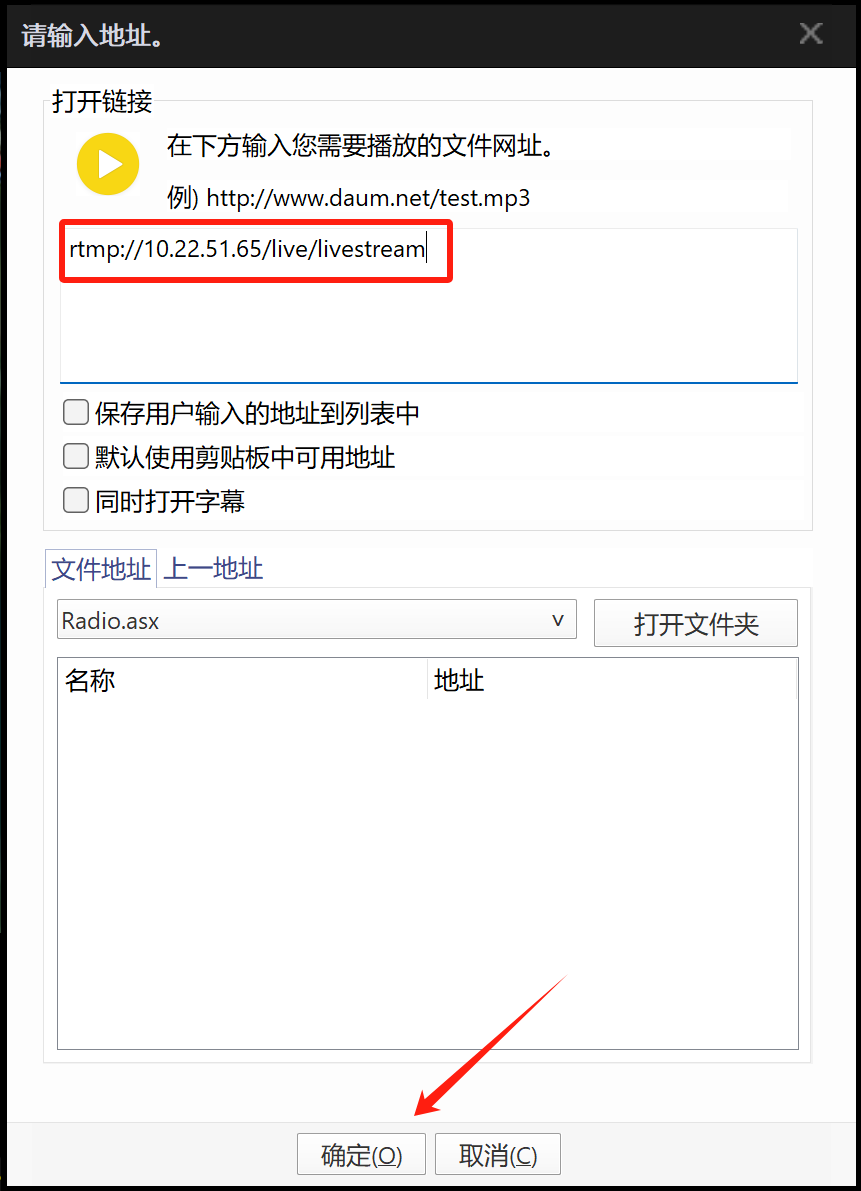 请输入地址。
打开链接
在下方输入您需要播放的文件网址。
例) http://www.daum.net/test.mp3
rtmp://10.22.51.65/live/livestream
保存用户输入的地址到列表中
默认使用剪贴板中可用地址
同时打开字幕
文件地址 上一地址
Radio.asx 打开文件夹
名称 地址
确定(O) 取消(C)